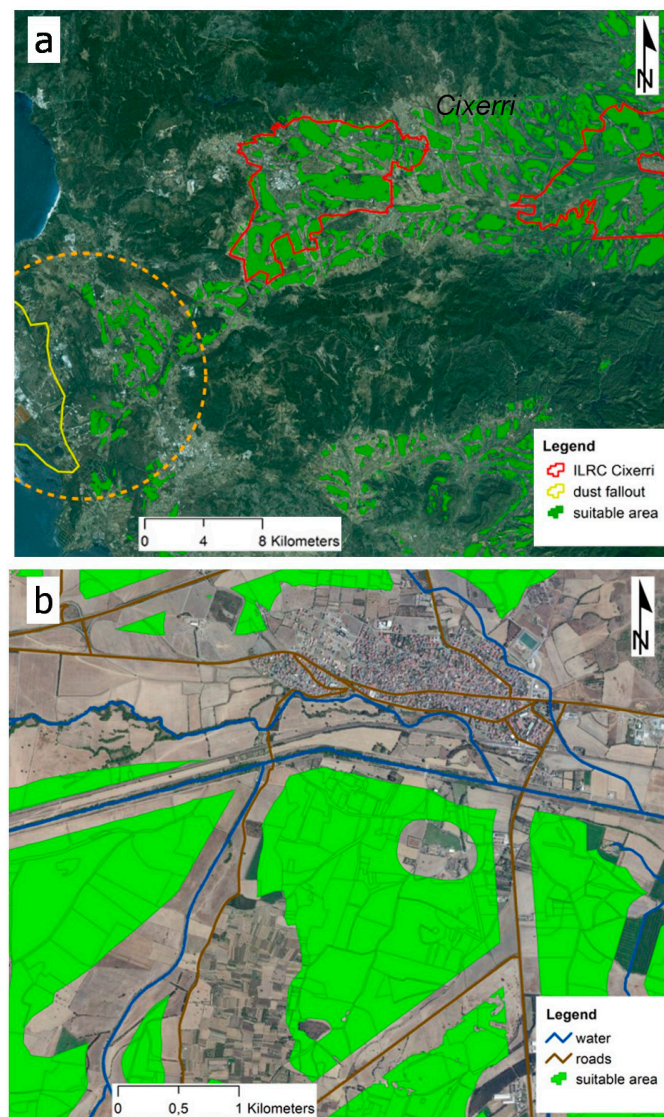 a
N
Cixerri
Legend
ILRC Cixerri
dust fallout
suitable area
0 4 8 Kilometers
b
N
Legend
water
roads
suitable area
0 0,5 1 Kilometers